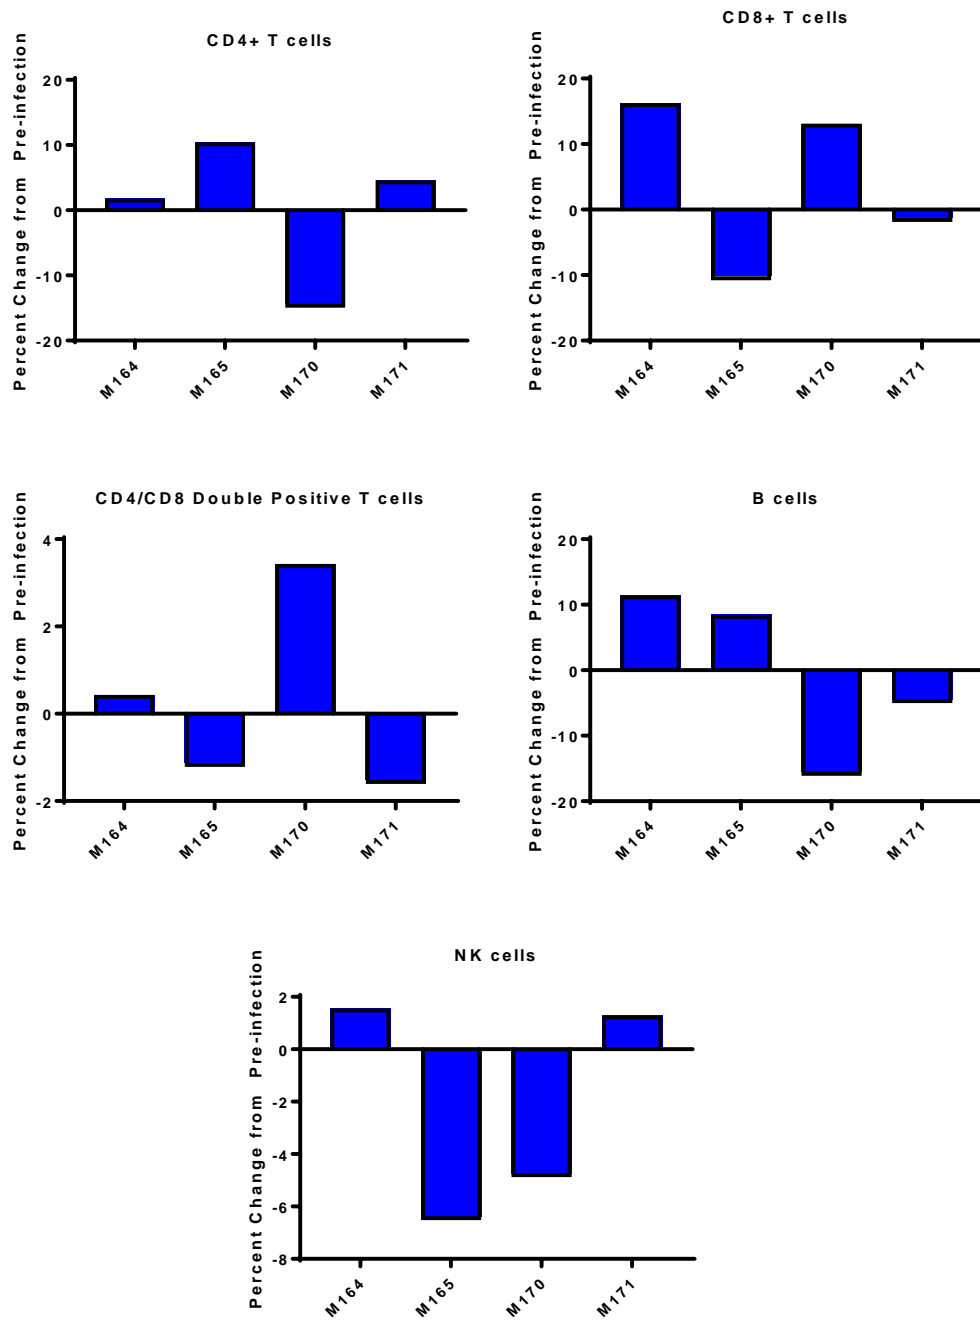 CD4+ T cells
Percent Change from Pre-infection
20
10
0
-10
-20
M164
M165
M170
M171
CD8+ T cells
Percent Change from Pre-infection
20
10
0
-10
-20
M164
M165
M170
M171
CD4/CD8 Double Positive T cells
Percent Change from Pre-infection
4
2
0
-2
M164
M165
M170
M171
B cells
Percent Change from Pre-infection
20
10
0
-10
-20
M164
M165
M170
M171
NK cells
Percent Change from Pre-infection
2
0
-2
-4
-6
-8
M164
M165
M170
M171